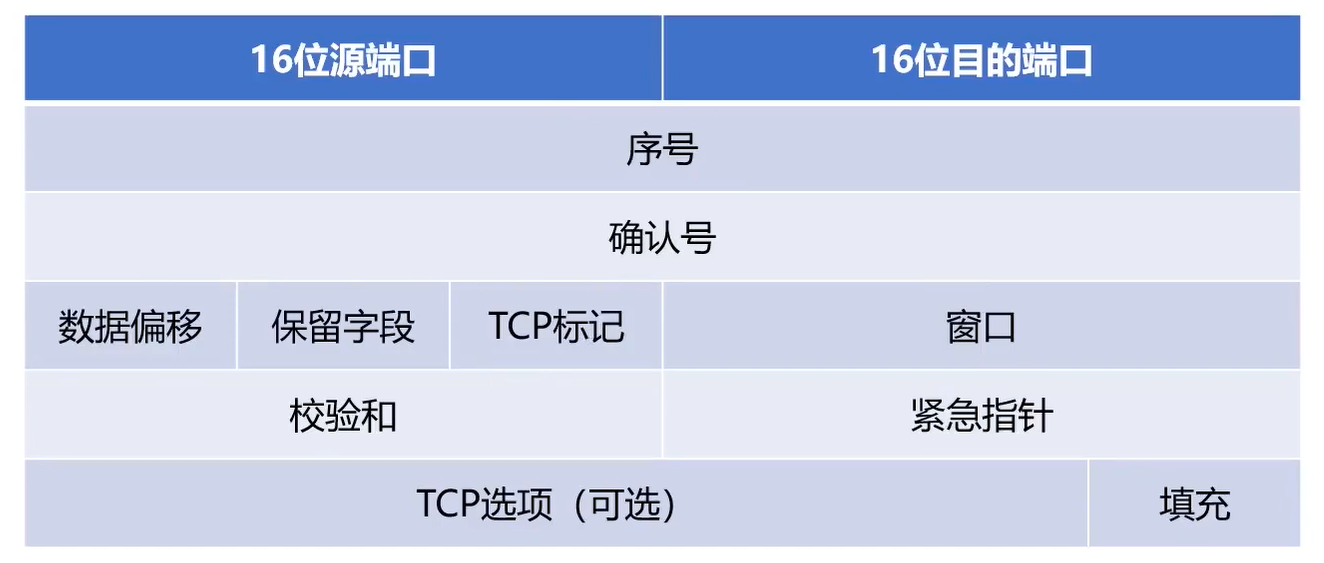 16位源端口 16位目的端口
序号
确认号
数据偏移 保留字段 TCP标记 窗口
校验和 紧急指针
TCP选项（可选） 填充